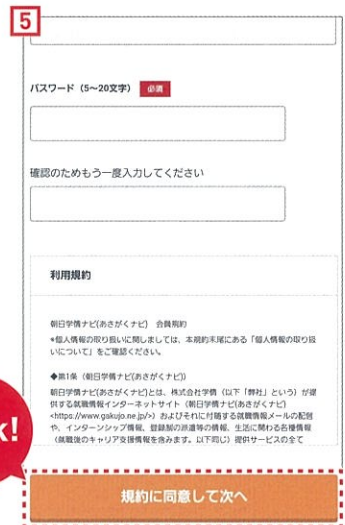 5
パスワード（5～20文字） 必須
確認のためもう一度入力してください
利用規約
朝日学情ナビ(あさがくナビ) 会員規約
*個人情報の取り扱いに関しましては、本規約末尾にある「個人情報の取り扱
いについて」をご確認ください。
◆第1条（朝日学情ナビ(あさがくナビ)）
朝日学情ナビ(あさがくナビ)とは、株式会社学情（以下「弊社」という）が提
供する就職情報インターネットサイト（朝日学情ナビ(あさがくナビ)
<https://www.gakujo.ne.jp/>）およびそれに付随する就職情報メールの配信
や、インターンシップ情報、登録制の派遣等の情報、生活に関わる各種情報
（就職後のキャリア支援情報を含みます。以下同じ）提供サービスの全て
k!
規約に同意して次へ